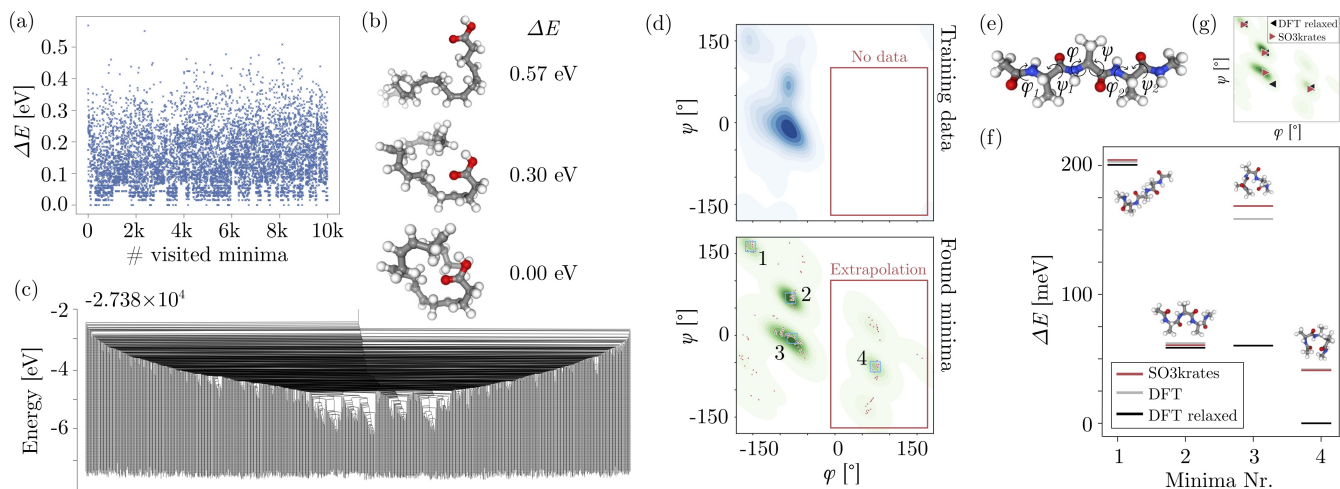 (a)
ΔE [eV]
0.5
0.4
0.3
0.2
0.1
0.0
0
2k
4k
6k
8k
10k
# visited minima
(b)
ΔE
0.57 eV
0.30 eV
0.00 eV
(c)
-2.738×10⁴
Energy [eV]
-2
-4
-6
(d)
Training data
No data
ψ [°]
150
0
-150
Found minima
Extrapolation
1
2
3
4
ψ [°]
150
0
-150
-150
0
150
φ [°]
(e)
φ
ψ
φ₁
ψ₁
φ₂
ψ₂
(g)
DFT relaxed
SO3krates
ψ [°]
φ [°]
(f)
ΔE [meV]
200
100
0
SO3krates
DFT
DFT relaxed
1
2
3
4
Minima Nr.